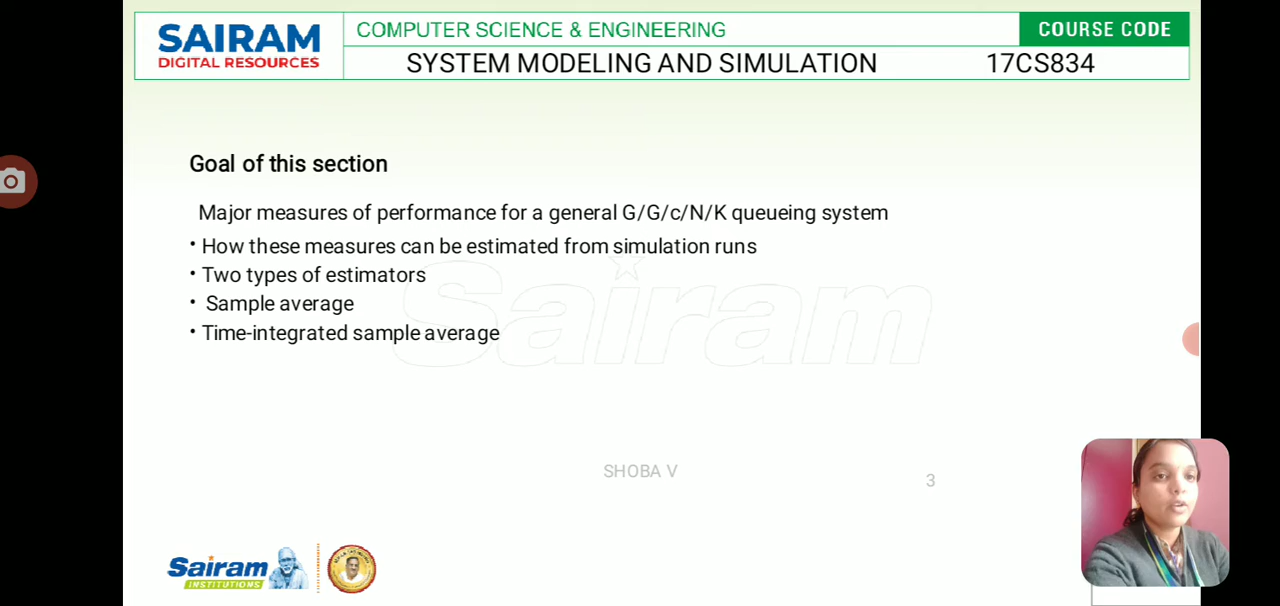 SAIRAM
DIGITAL RESOURCES
COMPUTER SCIENCE & ENGINEERING
COURSE CODE
SYSTEM MODELING AND SIMULATION
17CS834
Goal of this section
Major measures of performance for a general G/G/c/N/K queueing system
• How these measures can be estimated from simulation runs
• Two types of estimators
• Sample average
• Time-integrated sample average
Sairam
SHOBA V
3
Sairam
INSTITUTIONS